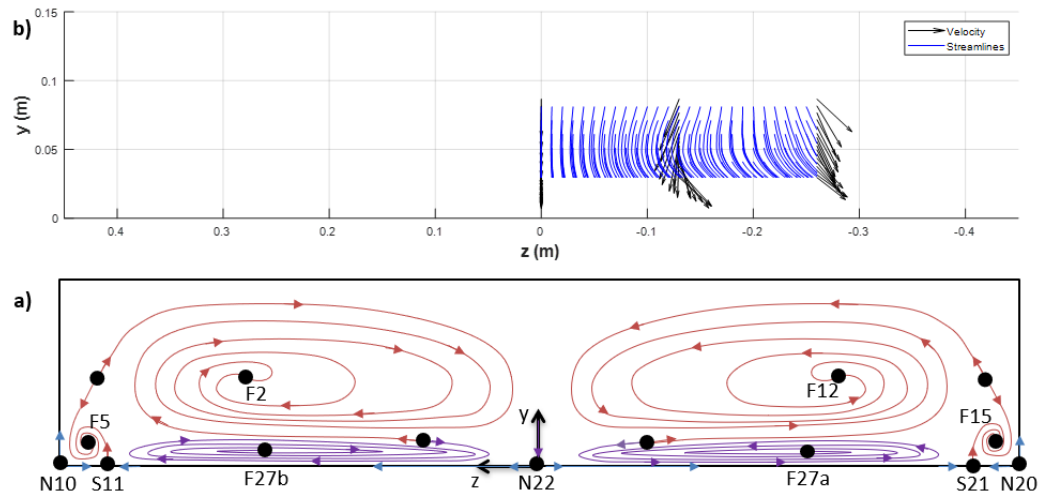 b)
0.15
0.1
0.05
0
y (m)
Velocity
Streamlines
0.4
0.3
0.2
0.1
0
-0.1
-0.2
-0.3
-0.4
z (m)
a)
F2
F12
F5
F15
y
z
N10
S11
F27b
N22
F27a
S21
N20